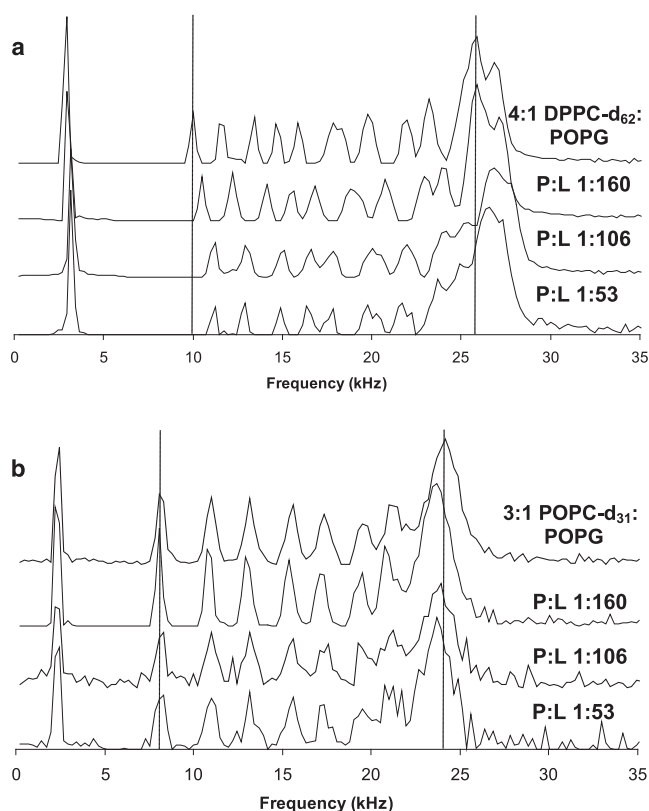 a
4:1 DPPC-d62:
POPG
P:L 1:160
P:L 1:106
P:L 1:53
0 5 10 15 20 25 30 35
Frequency (kHz)
b
3:1 POPC-d31:
POPG
P:L 1:160
P:L 1:106
P:L 1:53
0 5 10 15 20 25 30 35
Frequency (kHz)